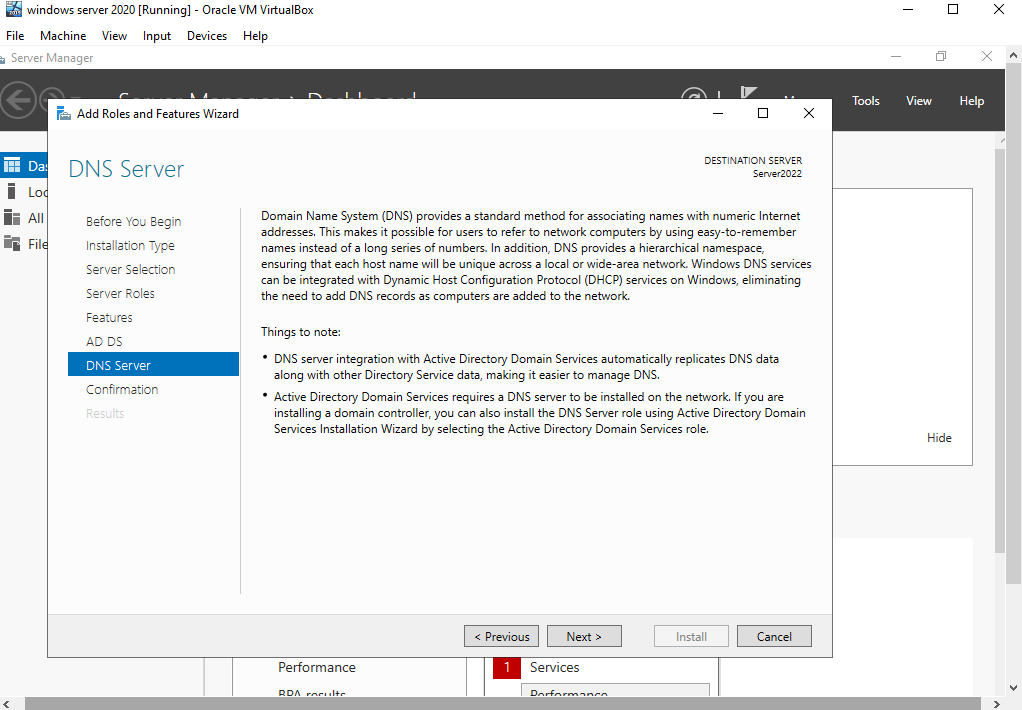 windows server 2020 [Running] - Oracle VM VirtualBox
File Machine View Input Devices Help
Server Manager
Tools View Help
Add Roles and Features Wizard
DNS Server
DESTINATION SERVER
Server2022
Before You Begin
Installation Type
Server Selection
Server Roles
Features
AD DS
DNS Server
Confirmation
Results
Domain Name System (DNS) provides a standard method for associating names with numeric Internet
addresses. This makes it possible for users to refer to network computers by using easy-to-remember
names instead of a long series of numbers. In addition, DNS provides a hierarchical namespace,
ensuring that each host name will be unique across a local or wide-area network. Windows DNS services
can be integrated with Dynamic Host Configuration Protocol (DHCP) services on Windows, eliminating
the need to add DNS records as computers are added to the network.
Things to note:
• DNS server integration with Active Directory Domain Services automatically replicates DNS data
along with other Directory Service data, making it easier to manage DNS.
• Active Directory Domain Services requires a DNS server to be installed on the network. If you are
installing a domain controller, you can also install the DNS Server role using Active Directory Domain
Services Installation Wizard by selecting the Active Directory Domain Services role.
All
Hide
< Previous Next > Install Cancel
Performance
BPA results
1 Services
Performance